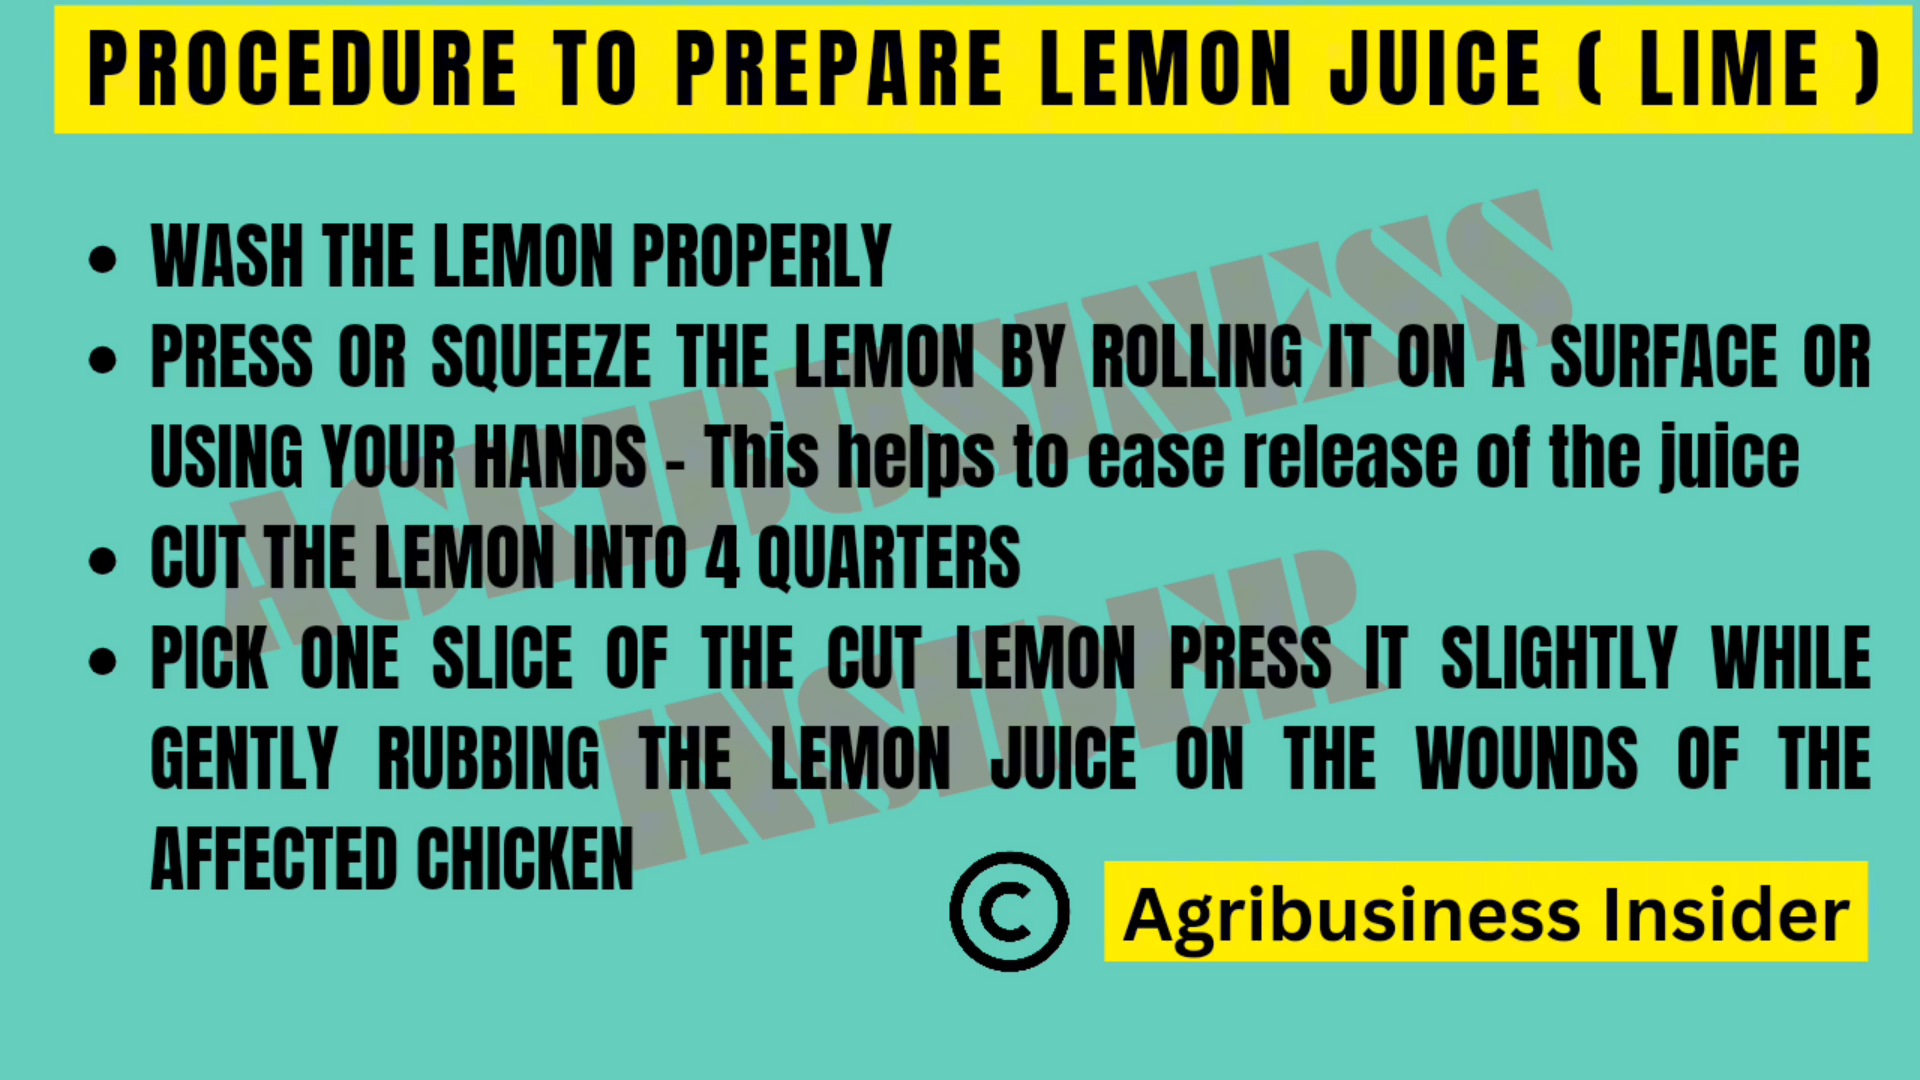 PROCEDURE TO PREPARE LEMON JUICE ( LIME )
• WASH THE LEMON PROPERLY
• PRESS OR SQUEEZE THE LEMON BY ROLLING IT ON A SURFACE OR
USING YOUR HANDS - This helps to ease release of the juice
• CUT THE LEMON INTO 4 QUARTERS
• PICK ONE SLICE OF THE CUT LEMON PRESS IT SLIGHTLY WHILE
GENTLY RUBBING THE LEMON JUICE ON THE WOUNDS OF THE
AFFECTED CHICKEN
AGRIBUSINESS
INSIDER
© Agribusiness Insider